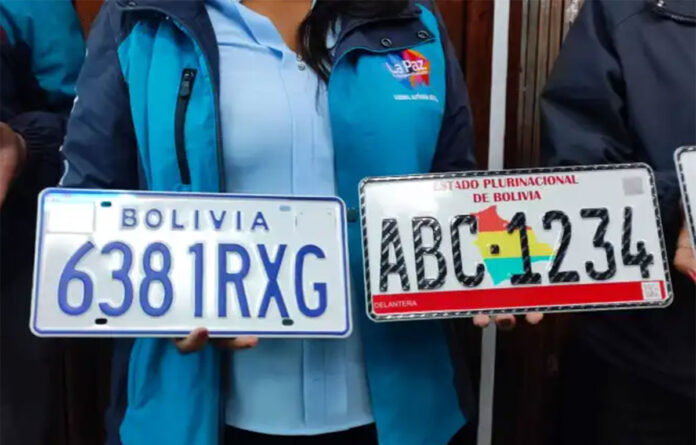 La Paz
BOLIVIA
6381RXG
ESTADO PLURINACIONAL
DE BOLIVIA
ABC·1234
DELANTERA